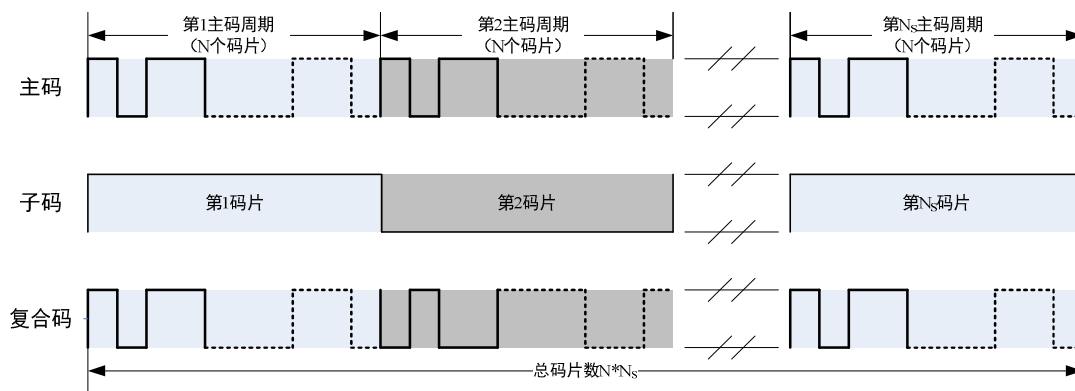 第1主码周期
（N个码片）
第2主码周期
（N个码片）
第NS主码周期
（N个码片）
主码
子码
第1码片
第2码片
第NS码片
复合码
总码片数N*NS